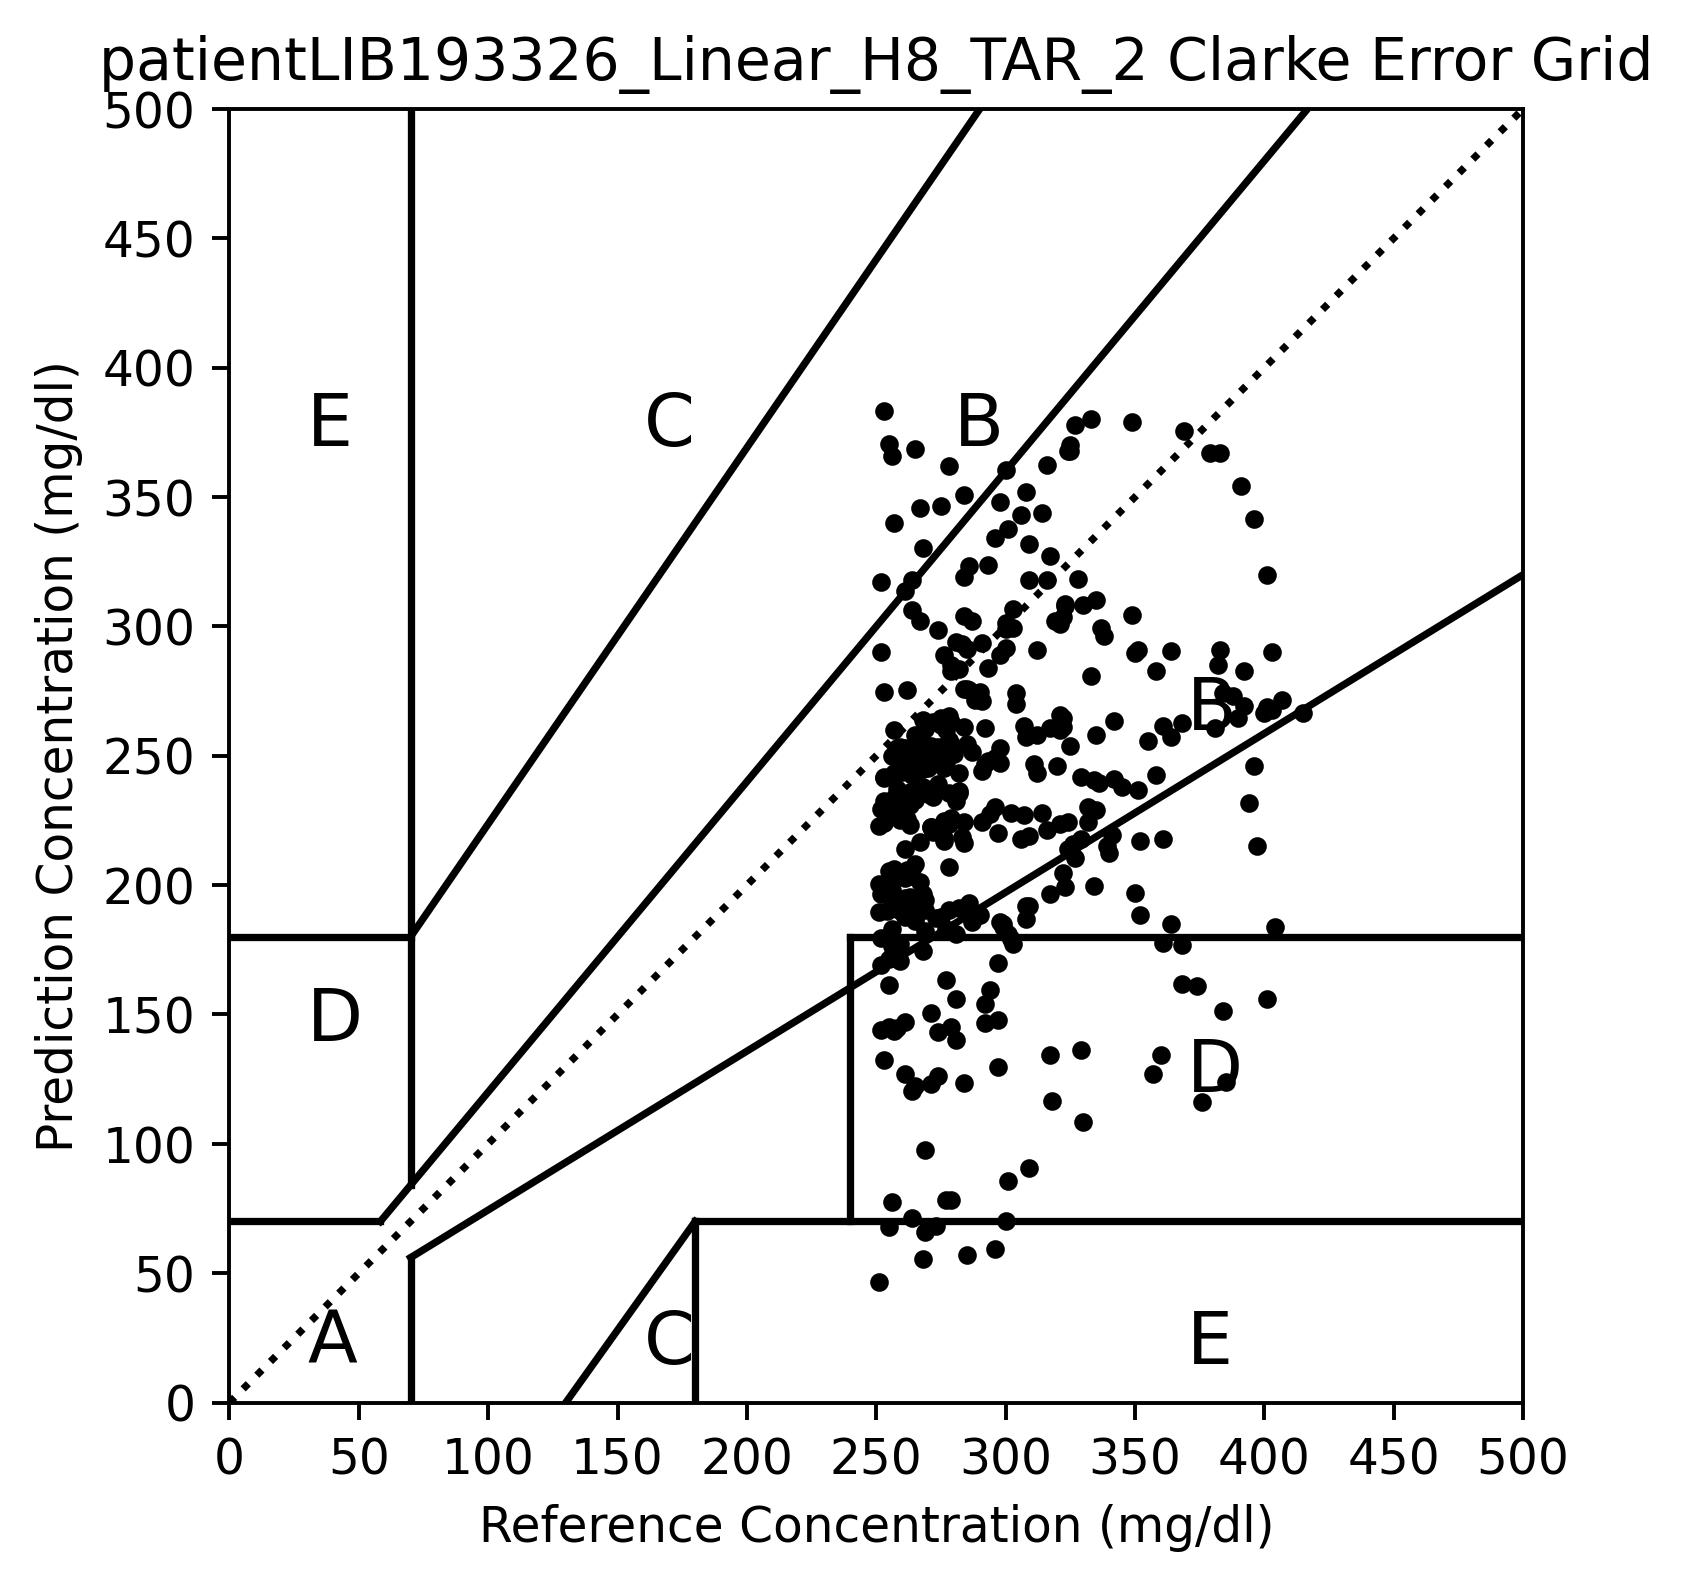 patientLIB193326_Linear_H8_TAR_2 Clarke Error Grid
500
450
400
350
300
250
200
150
100
50
0
Prediction Concentration (mg/dl)
E
C
B
B
D
D
A
C
E
0 50 100 150 200 250 300 350 400 450 500
Reference Concentration (mg/dl)